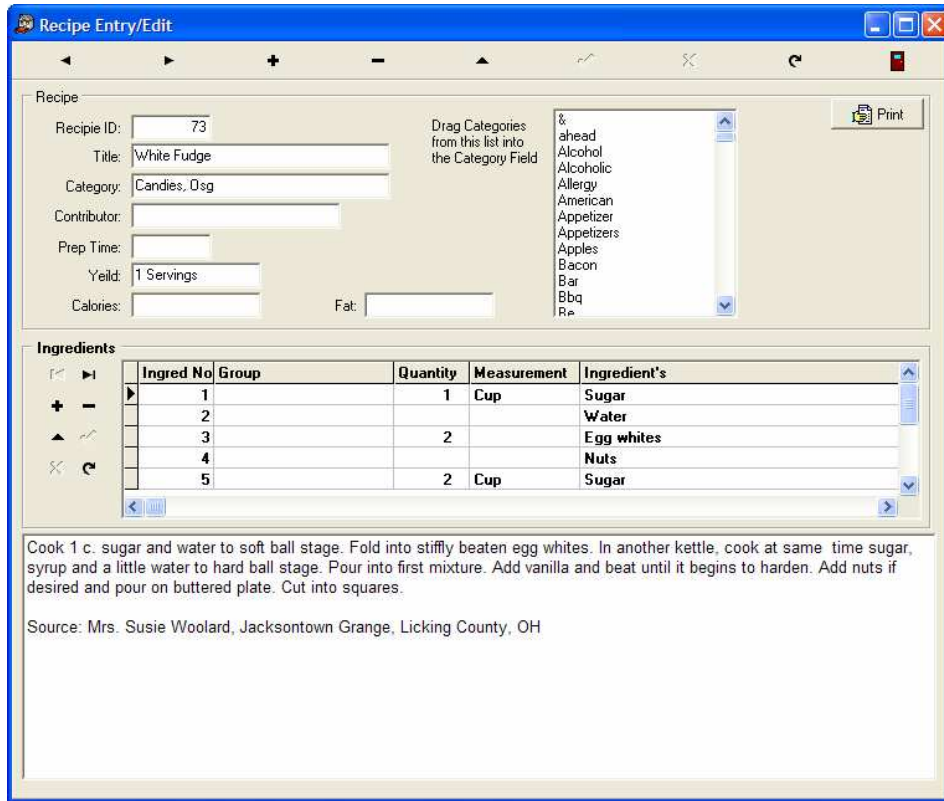 Recipe Entry/Edit
Recipe
Recipie ID: 73
Title: White Fudge
Category: Candies, Osg
Contributor:
Prep Time:
Yeild: 1 Servings
Calories:
Fat:
Drag Categories
from this list into
the Category Field
&
ahead
Alcohol
Alcoholic
Allergy
American
Appetizer
Appetizers
Apples
Bacon
Bar
Bbq
Be
Print
Ingredients
Ingred No Group Quantity Measurement Ingredient's
1 1 Cup Sugar
2 Water
3 2 Egg whites
4 Nuts
5 2 Cup Sugar
Cook 1 c. sugar and water to soft ball stage. Fold into stiffly beaten egg whites. In another kettle, cook at same time sugar,
syrup and a little water to hard ball stage. Pour into first mixture. Add vanilla and beat until it begins to harden. Add nuts if
desired and pour on buttered plate. Cut into squares.
Source: Mrs. Susie Woolard, Jacksontown Grange, Licking County, OH